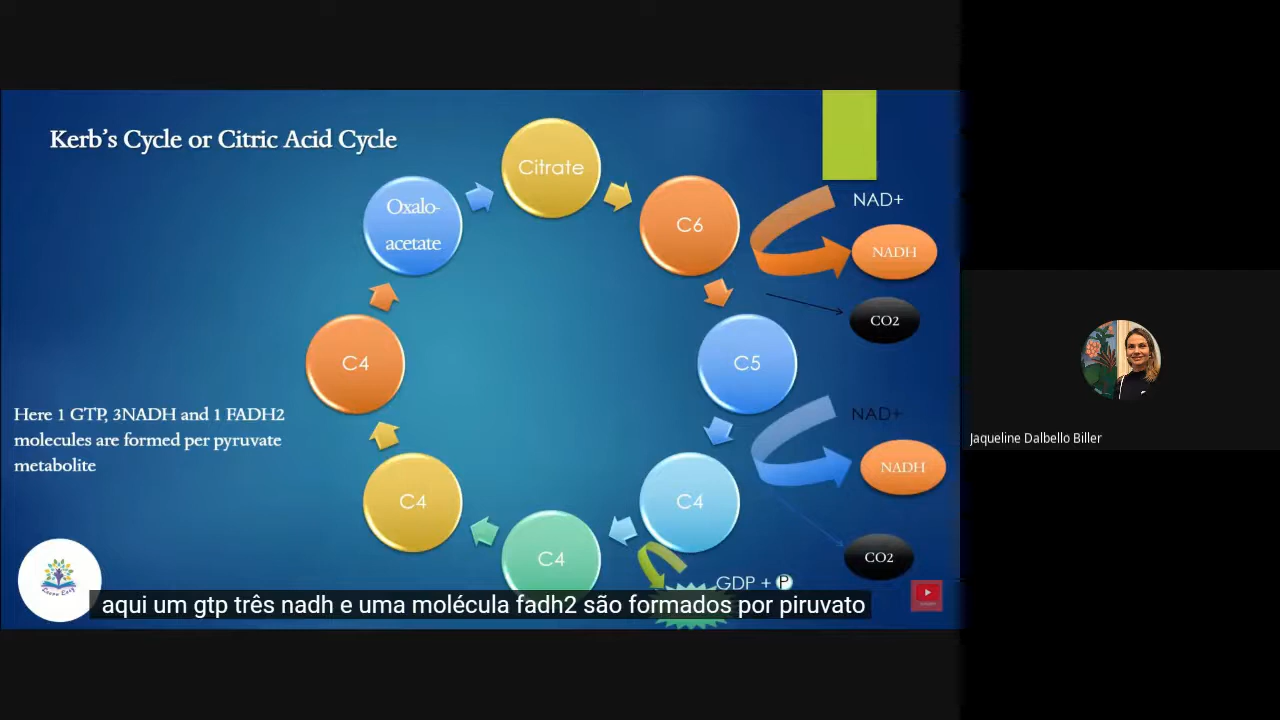 Kerb's Cycle or Citric Acid Cycle
Citrate
Oxalo-
acetate
C6
NAD+
NADH
CO2
C4
C5
Here 1 GTP, 3NADH and 1 FADH2
molecules are formed per pyruvate
metabolite
NAD+
NADH
Jaqueline Dalbello Biller
C4
C4
C4
CO2
GDP + P
Learn Easy
aqui um gtp três nadh e uma molécula fadh2 são formados por piruvato